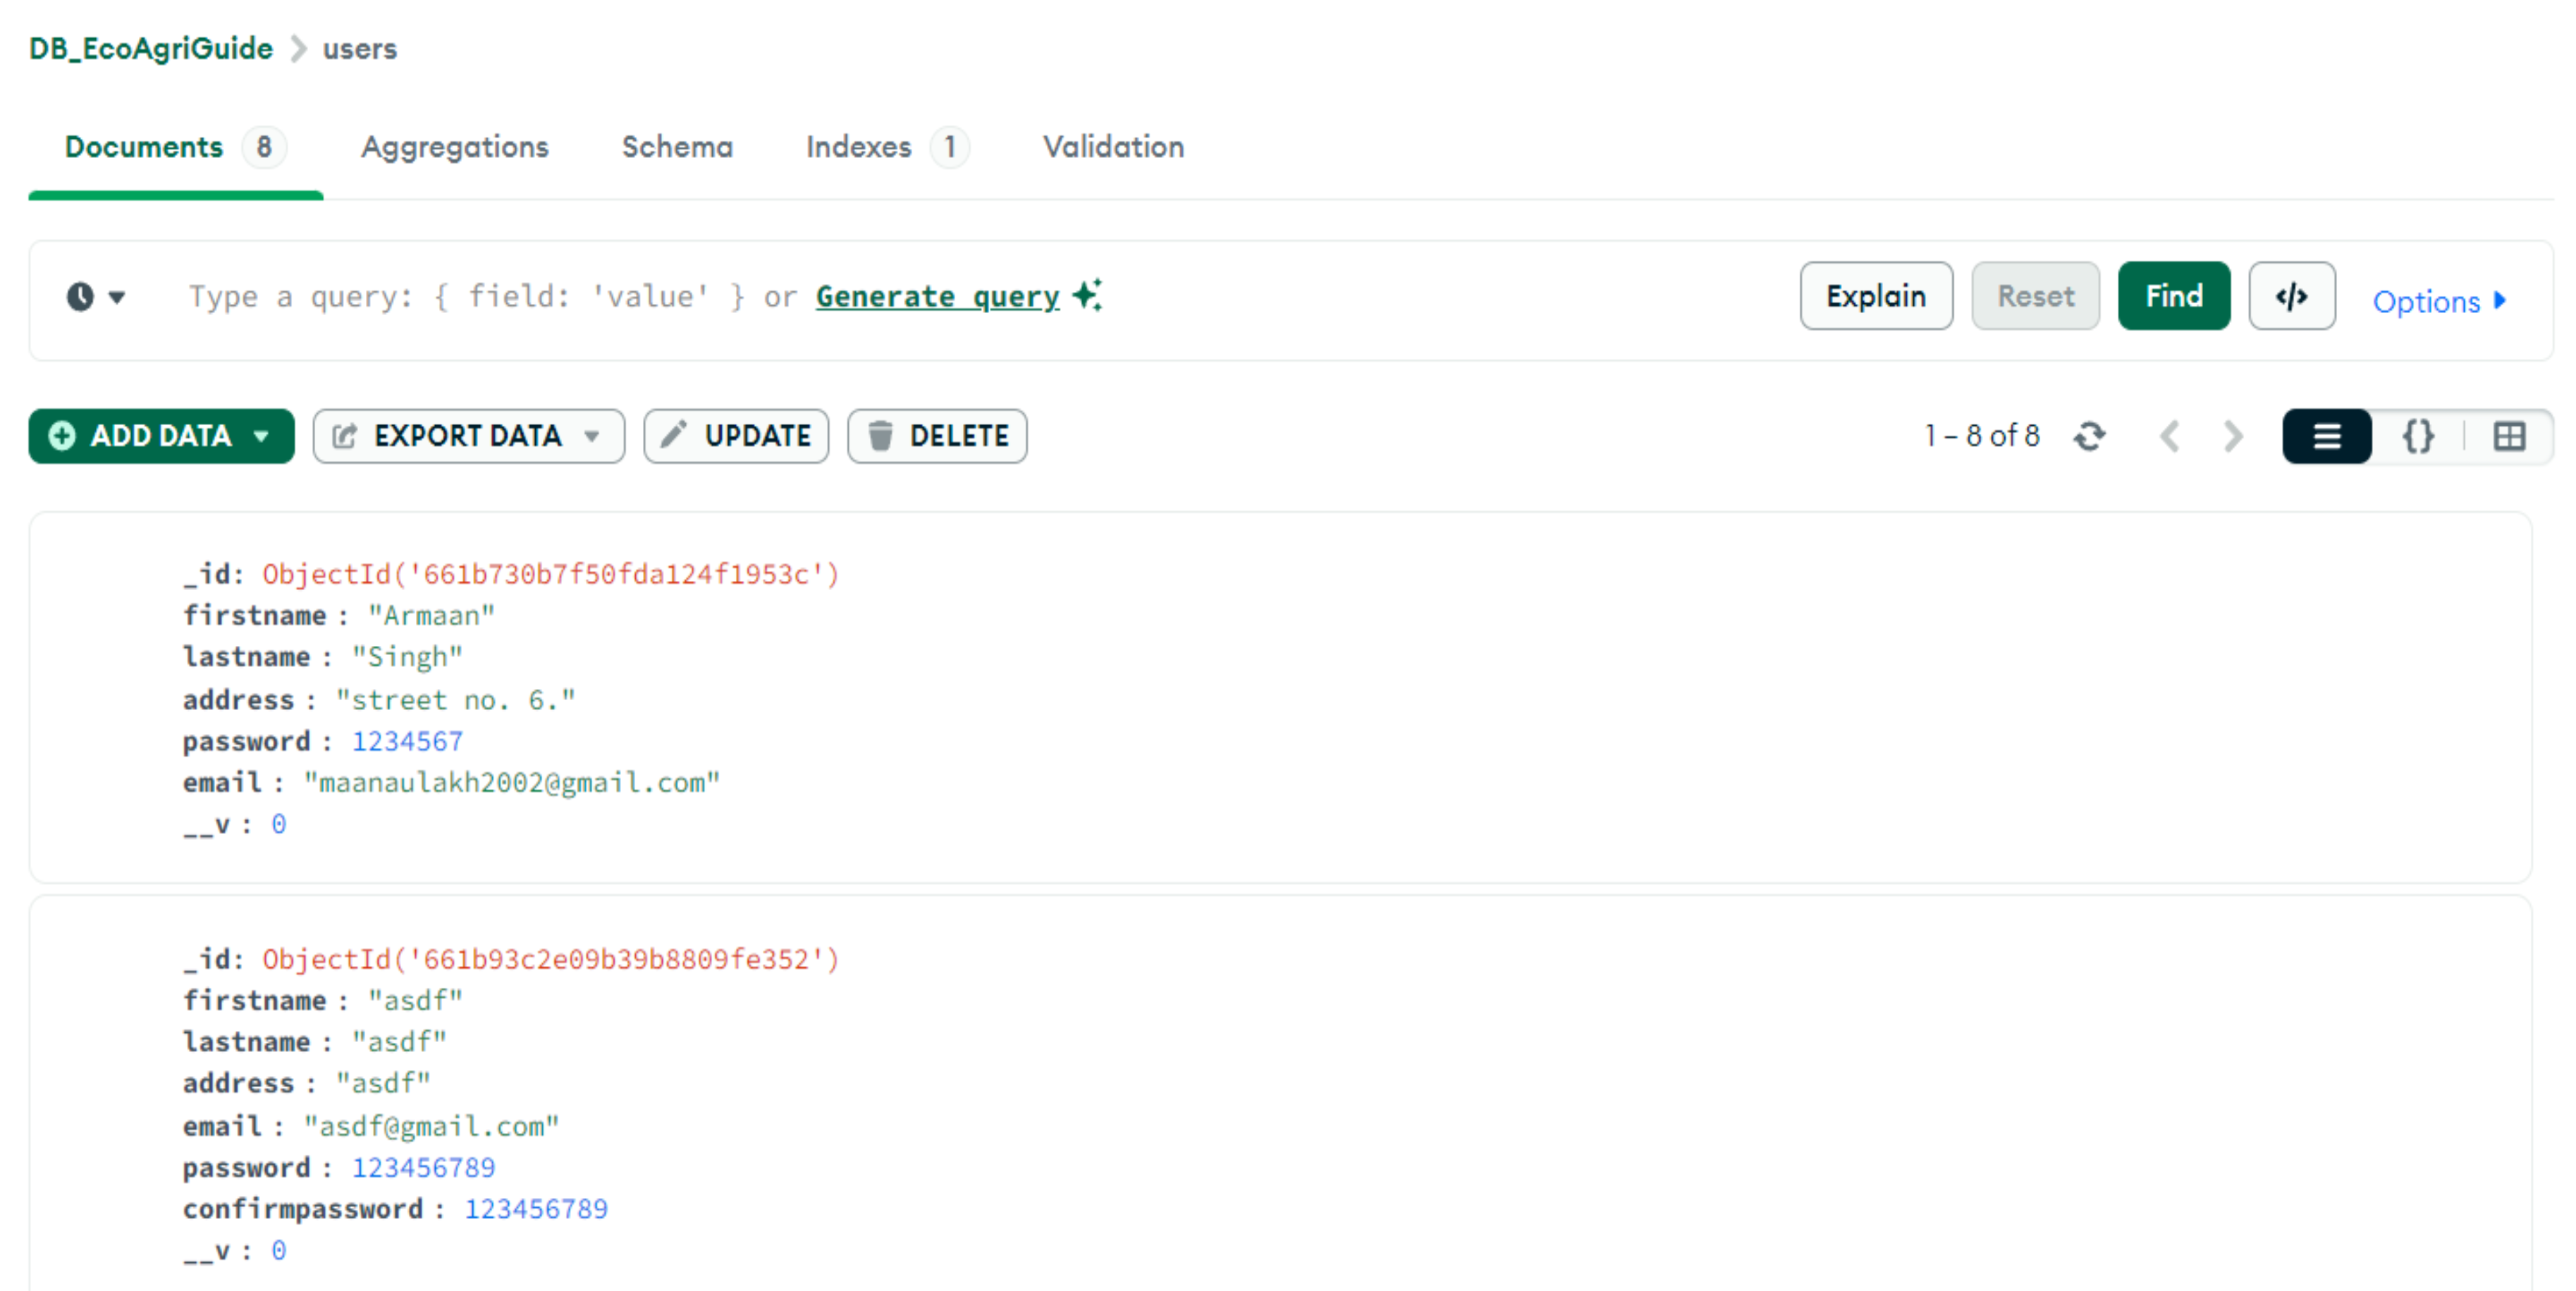 DB_EcoAgriGuide > users
Documents 8 Aggregations Schema Indexes 1 Validation
Type a query: { field: 'value' } or Generate query Explain Reset Find </> Options
ADD DATA EXPORT DATA UPDATE DELETE 1 – 8 of 8 {}
_id: ObjectId('661b730b7f50fda124f1953c')
firstname : "Armaan"
lastname : "Singh"
address : "street no. 6."
password : 1234567
email : "maanaulakh2002@gmail.com"
__v : 0
_id: ObjectId('661b93c2e09b39b8809fe352')
firstname : "asdf"
lastname : "asdf"
address : "asdf"
email : "asdf@gmail.com"
password : 123456789
confirmpassword : 123456789
__v : 0